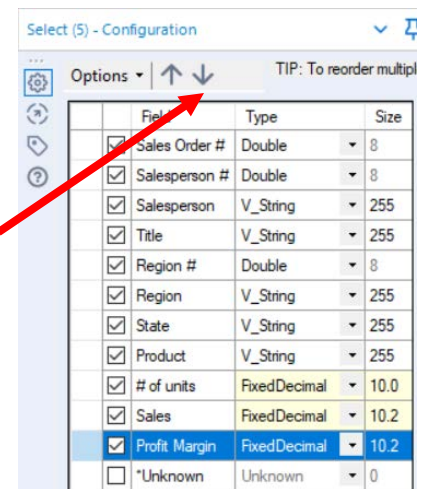 Select (5) - Configuration
Options TIP: To reorder multipl
Type Size
Sales Order # Double 8
Salesperson # Double 8
Salesperson V_String 255
Title V_String 255
Region # Double 8
Region V_String 255
State V_String 255
Product V_String 255
# of units FixedDecimal 10.0
Sales FixedDecimal 10.2
Profit Margin FixedDecimal 10.2
*Unknown Unknown 0